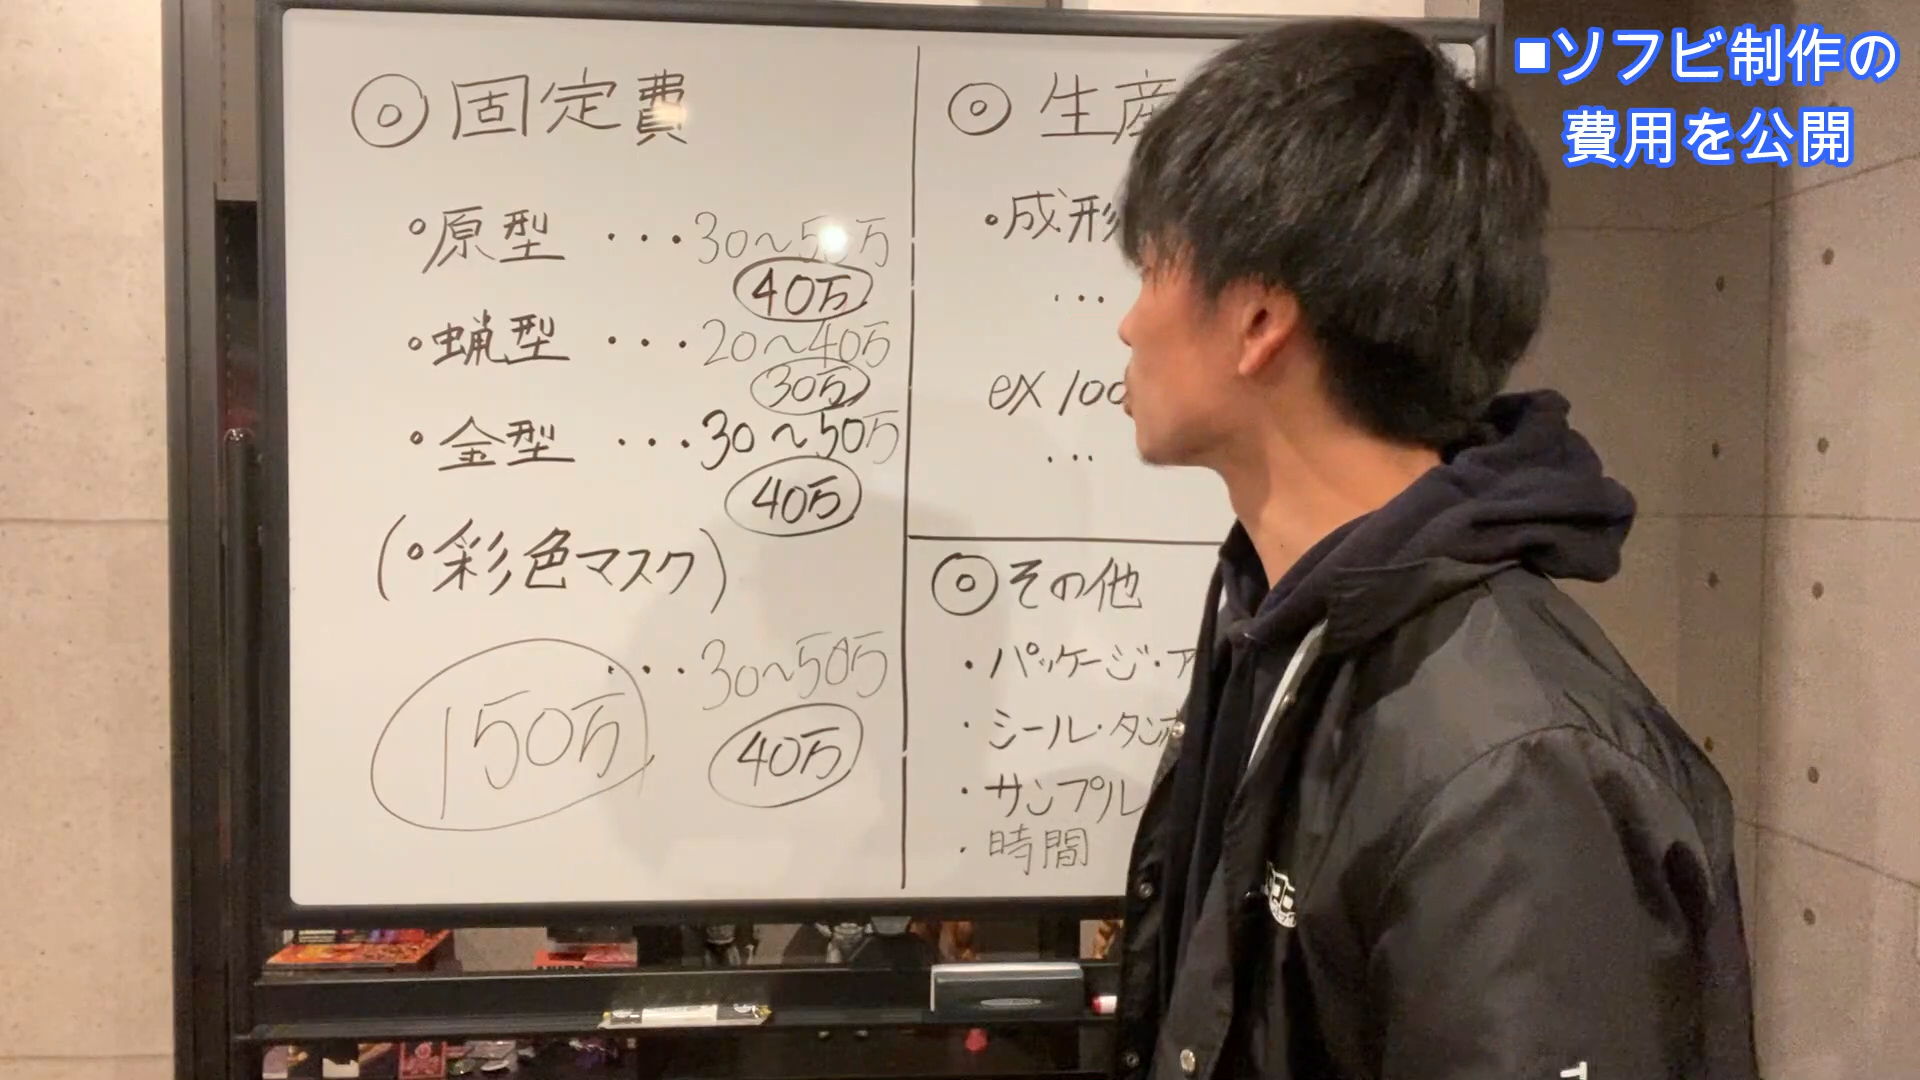 ■ソフビ制作の
費用を公開
◎固定費
・原型 ・・・30〜50万
40万
・蝋型 ・・・20〜40万
30万
・金型 ・・・30〜50万
40万
(・彩色マスク)
・・・30〜50万
150万
40万
◎生産
・成形
・・・
ex 100
・・・
◎その他
・パッケージ・ア
・シール・タンポ
・サンプル
・時間